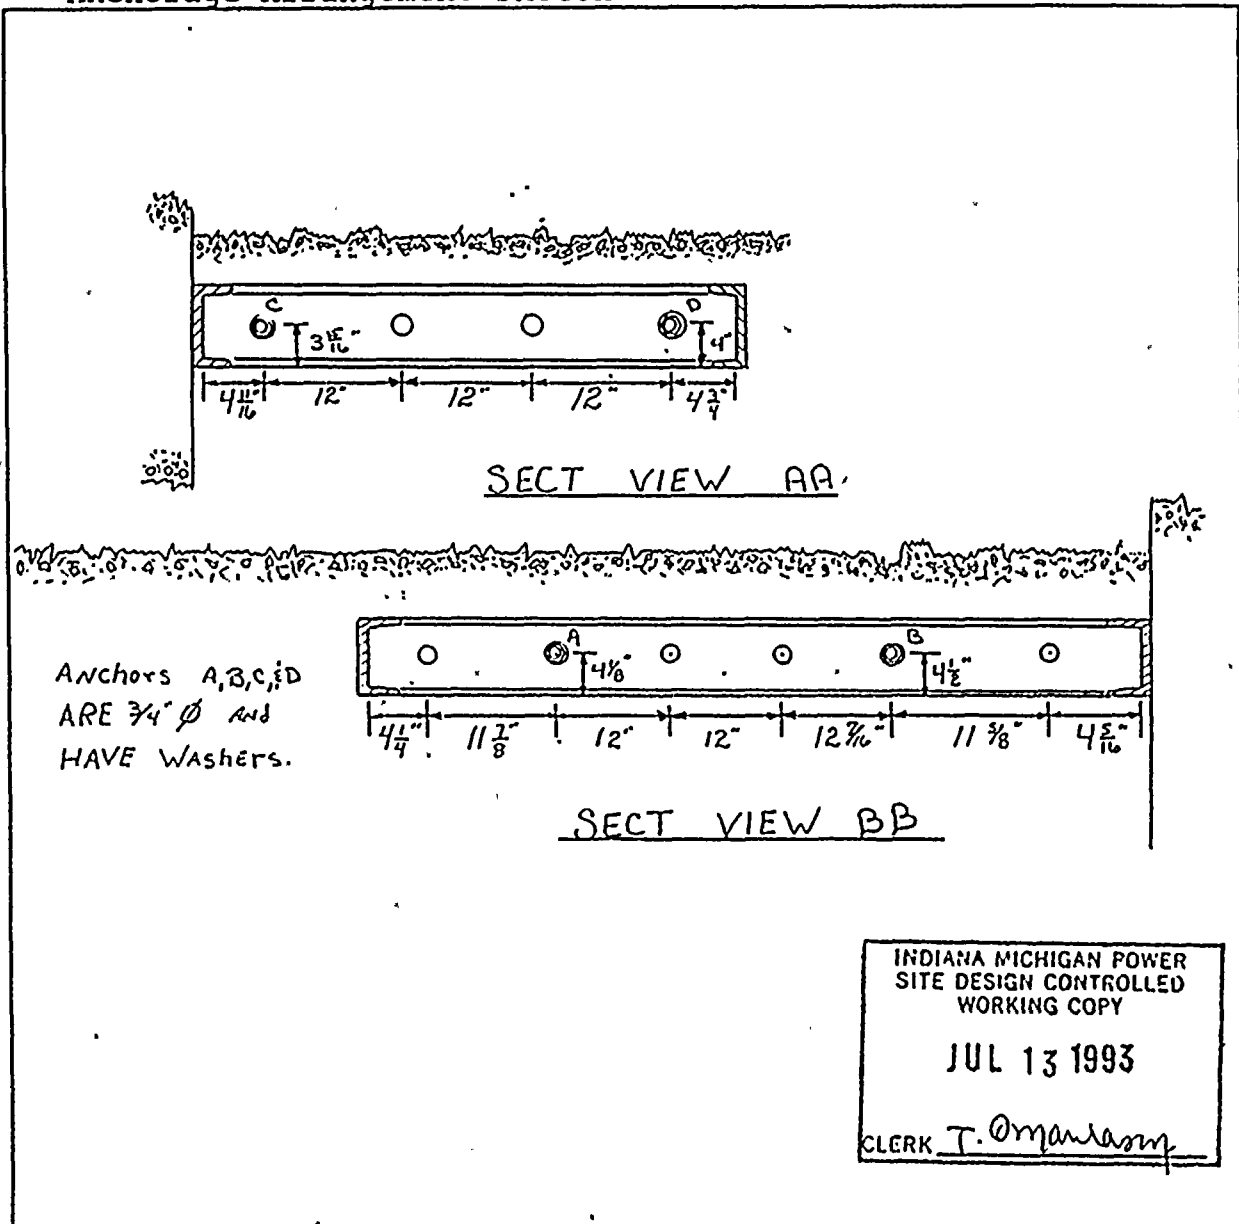 C D
3 15/16" 4"
4 11/16" 12" 12" 12" 4 3/4"
SECT VIEW AA
A B
4 1/8" 4 1/2"
ANchors A,B,C,&D
ARE 3/4" Ø ANd
HAVE WAshers.
4 1/4" 11 7/8" 12" 12" 12 7/16" 11 5/8" 4 5/16"
SECT VIEW BB
INDIANA MICHIGAN POWER
SITE DESIGN CONTROLLED
WORKING COPY
JUL 13 1993
CLERK T.